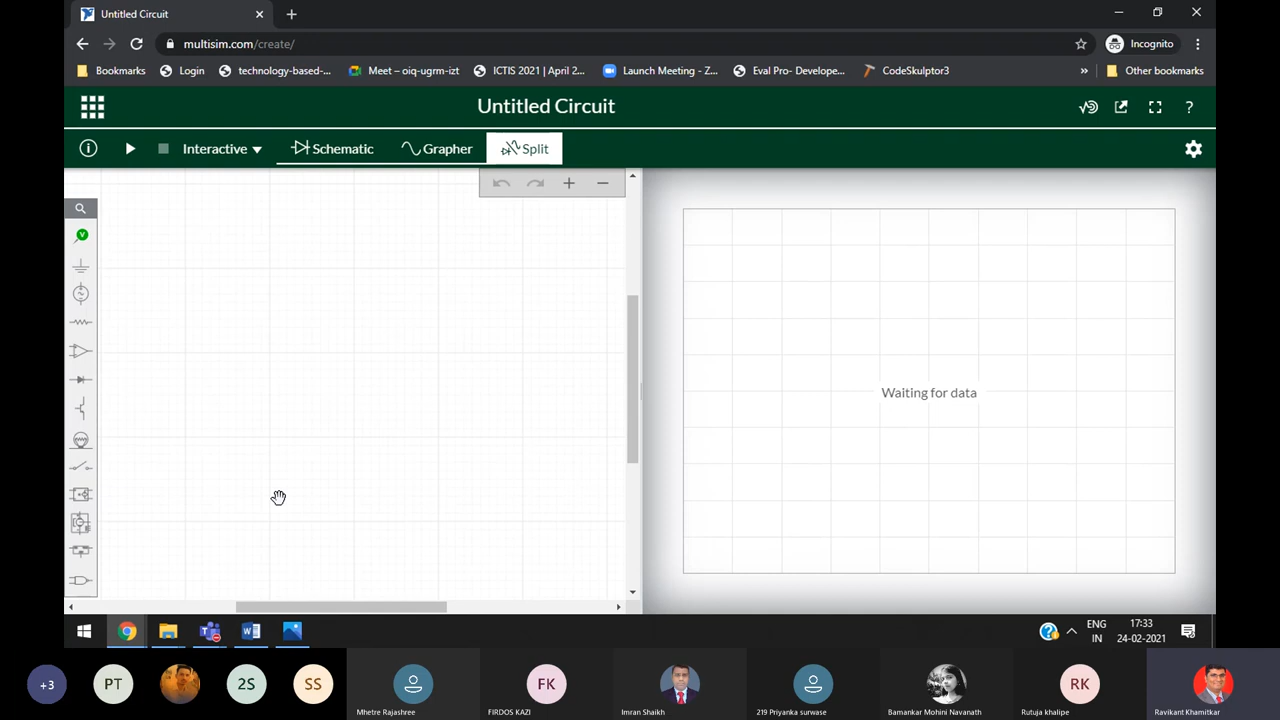 Untitled Circuit
multisim.com/create/
Incognito
Bookmarks
Login
technology-based-...
Meet – oiq-ugrm-izt
ICTIS 2021 | April 2...
Launch Meeting - Z...
Eval Pro- Develope...
CodeSkulptor3
»
Other bookmarks
Untitled Circuit
?
Interactive
Schematic
Grapher
Split
V
Waiting for data
ENG
IN
17:33
24-02-2021
+3
PT
2S
SS
FK
RK
Mhetre Rajashree
FIRDOS KAZI
Imran Shaikh
219 Priyanka surwase
Bamankar Mohini Navanath
Rutuja khalipe
Ravikant Khamitkar